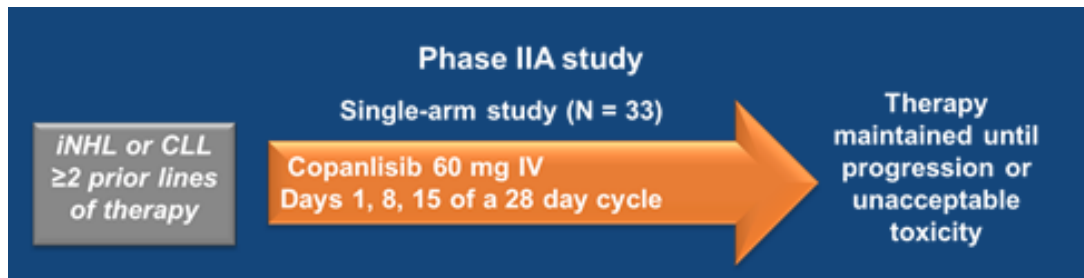 Phase IIA study
Single-arm study (N = 33)
iNHL or CLL
≥2 prior lines
of therapy
Copanlisib 60 mg IV
Days 1, 8, 15 of a 28 day cycle
Therapy
maintained until
progression or
unacceptable
toxicity